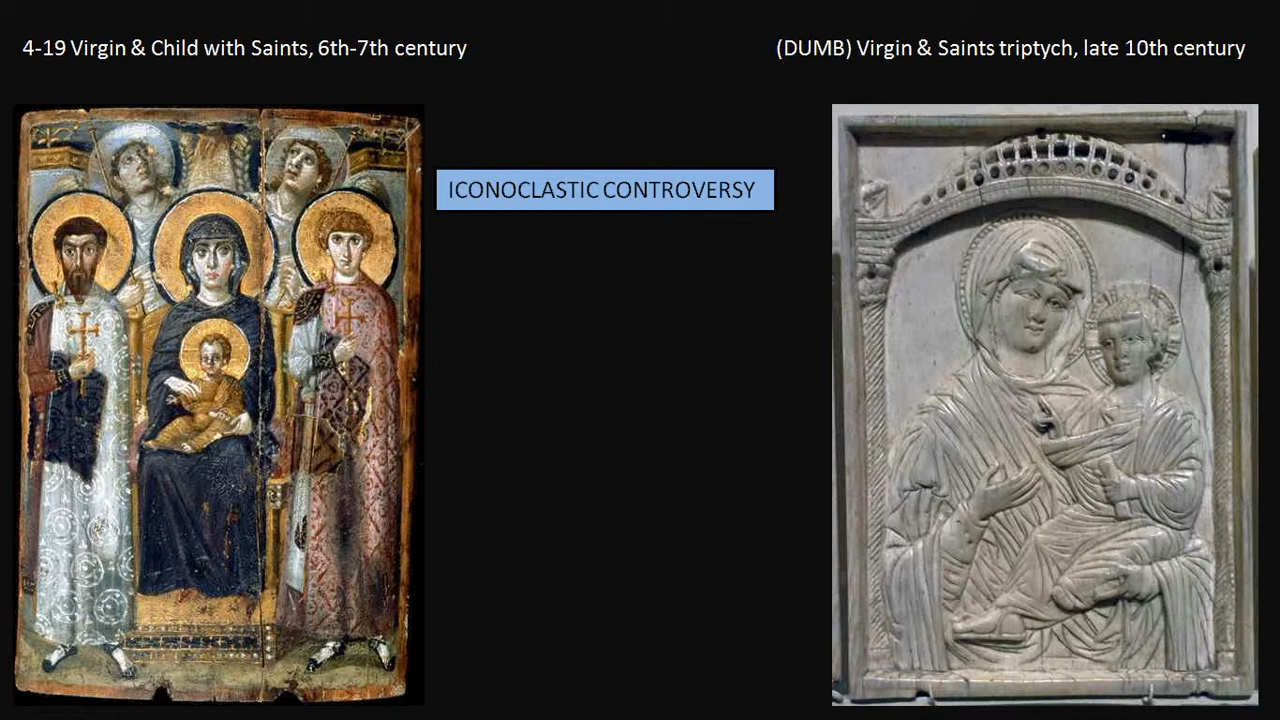 4-19 Virgin & Child with Saints, 6th-7th century
(DUMB) Virgin & Saints triptych, late 10th century
ICONOCLASTIC CONTROVERSY